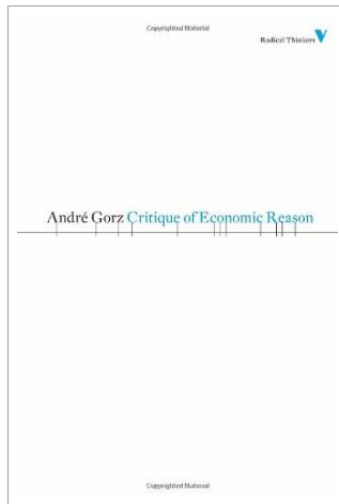 Copyrighted Material
Radical Thinkers V
André Gorz Critique of Economic Reason
Copyrighted Material